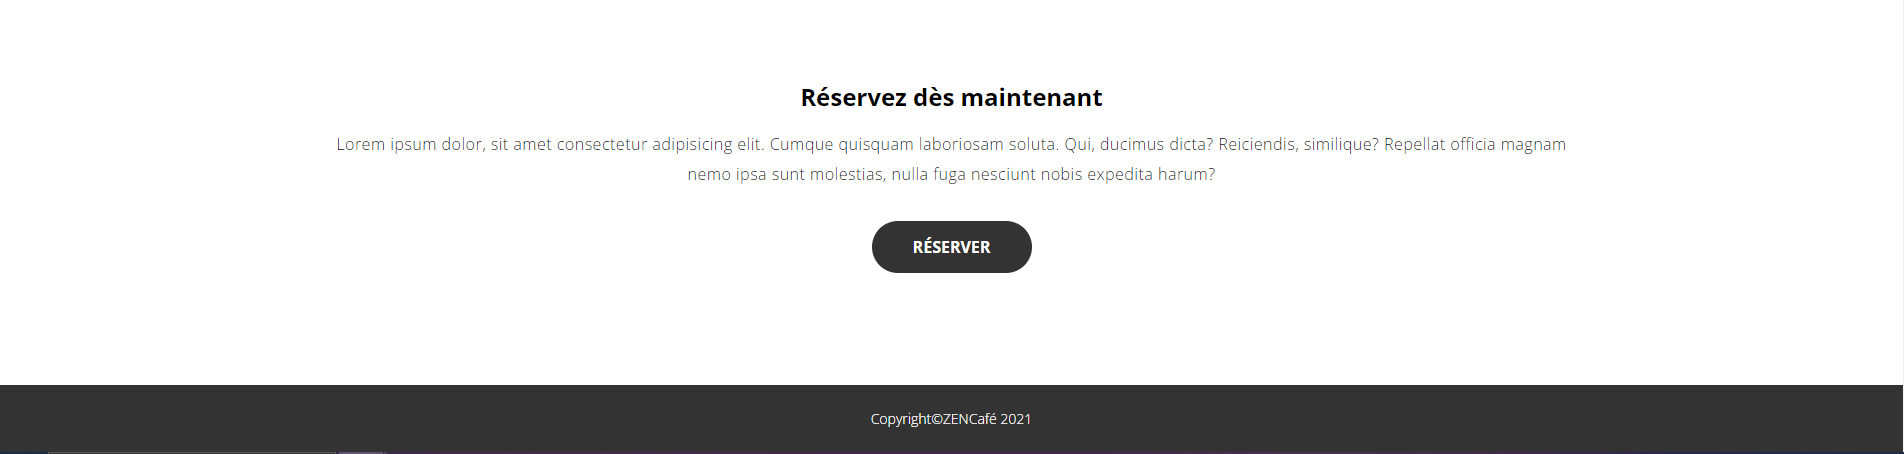 Réservez dès maintenant
Lorem ipsum dolor, sit amet consectetur adipisicing elit. Cumque quisquam laboriosam soluta. Qui, ducimus dicta? Reiciendis, similique? Repellat officia magnam
nemo ipsa sunt molestias, nulla fuga nesciunt nobis expedita harum?
RÉSERVER
Copyright©ZENCafé 2021